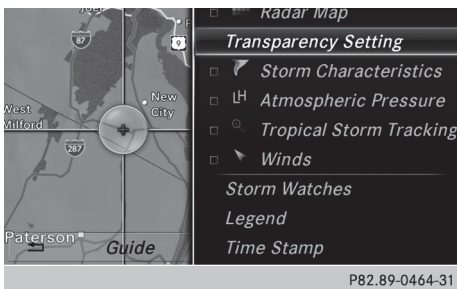 Radar Map
Transparency Setting
Storm Characteristics
LH Atmospheric Pressure
Tropical Storm Tracking
Winds
Storm Watches
Legend
Time Stamp
87
9
New
City
West
Milford
287
Paterson
Guide
P82.89-0464-31